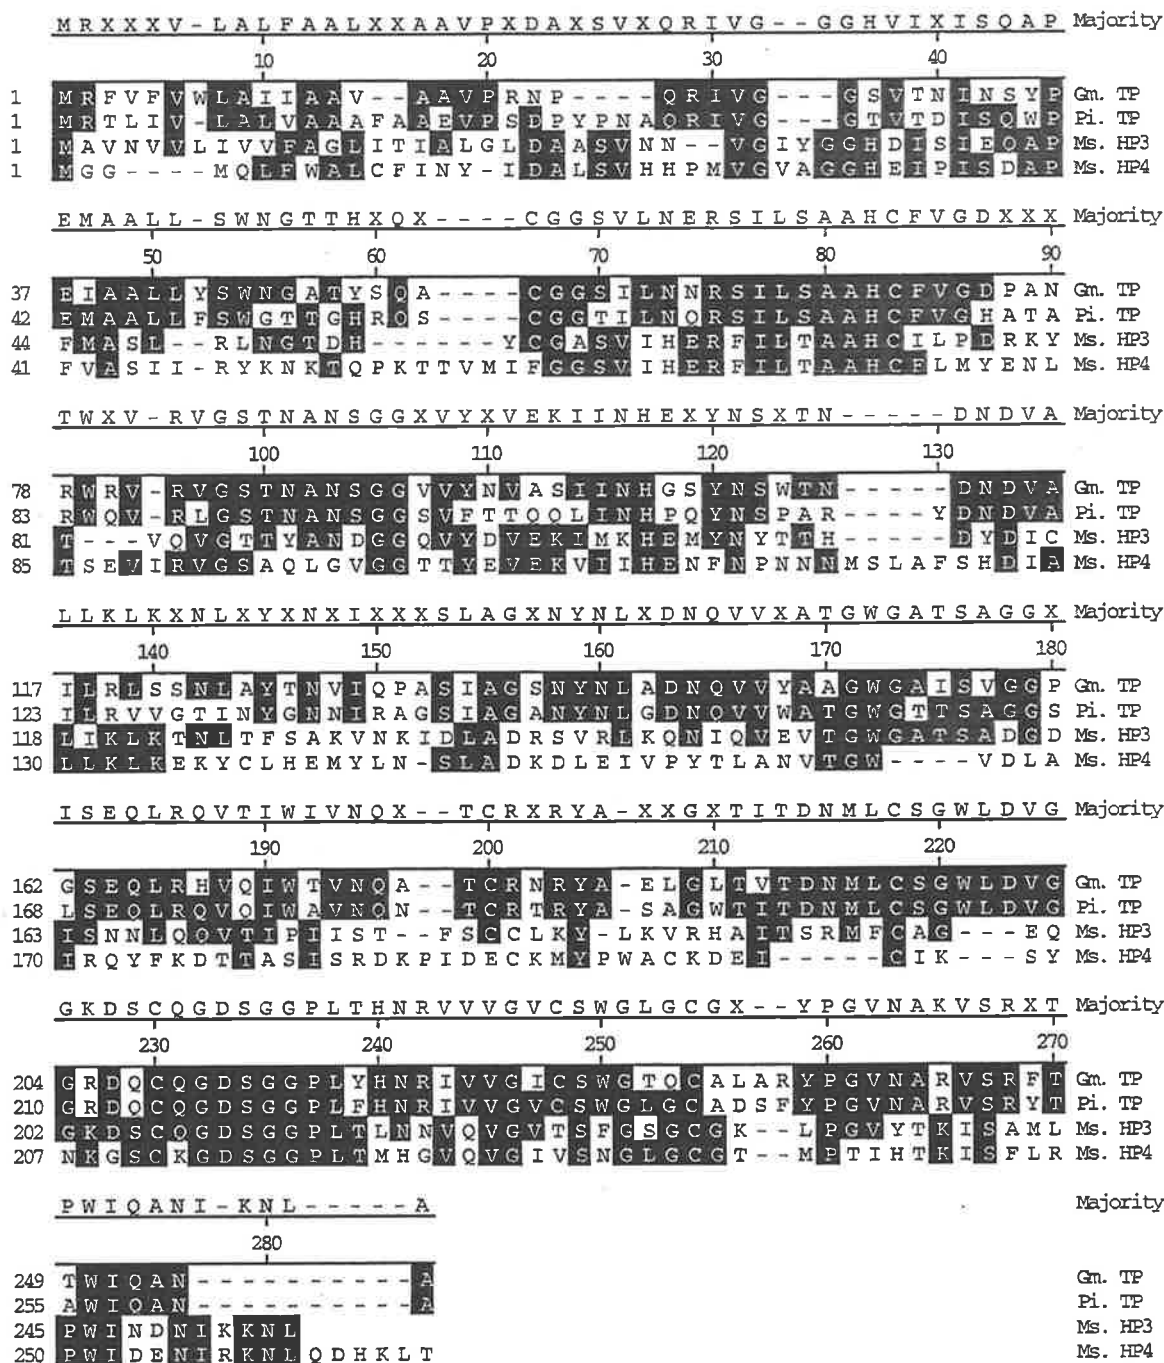 M R X X X V - L A L F A A L X X A A V P X D A X S V X Q R I V G - - G G H V I X I S Q A P Majority
10 20 30 40
1 M R F V F V W L A I I A A V - - A A V P R N P - - - - Q R I V G - - - G S V T N I N S Y P Gm. TP
1 M R T L I V - L A L V A A A F A A E V P S D P Y P N A Q R I V G - - - G T V T D I S Q W P Pi. TP
1 M A V N V V L I V V F A G L I T I A L G L D A A S V N N - - V G I Y G G H D I S I E Q A P Ms. HP3
1 M G G - - - - M Q L F W A L C F I N Y - I D A L S V H H P M V G V A G G H E I P I S D A P Ms. HP4
E M A A L L - S W N G T T H X Q X - - - - C G G S V L N E R S I L S A A H C F V G D X X X Majority
50 60 70 80 90
37 E I A A L L Y S W N G A T Y S Q A - - - - C G G S I L N N R S I L S A A H C F V G D P A N Gm. TP
42 E M A A L L F S W G T T G H R Q S - - - - C G G T I L N Q R S I L S A A H C F V G H A T A Pi. TP
44 F M A S L - - R L N G T D H - - - - - Y C G A S V I H E R F I L T A A H C I L P D R K Y Ms. HP3
41 F V A S I I - R Y K N K T Q P K T T V M I F G G S V I H E R F I L T A A H C F L M Y E N L Ms. HP4
T W X V - R V G S T N A N S G G X V Y X V E K I I N H E X Y N S X T N - - - - - D N D V A Majority
100 110 120 130
78 R W R V - R V G S T N A N S G G V V Y N V A S I I N H G S Y N S W T N - - - - - D N D V A Gm. TP
83 R W Q V - R L G S T N A N S G G S V F T T Q Q L I N H P Q Y N S P A R - - - - Y D N D V A Pi. TP
81 T - - - V Q V G T T Y A N D G G Q V Y D V E K I M K H E M Y N Y T T H - - - - - D Y D I C Ms. HP3
85 T S E V I R V G S A Q L G V G G T T Y E V E K V I I H E N F N P N N N M S L A F S H D I A Ms. HP4
L L K L K X N L X Y X N X I X X X S L A G X N Y N L X D N Q V V X A T G W G A T S A G G X Majority
140 150 160 170 180
117 I L R L S S N L A Y T N V I Q P A S I A G S N Y N L A D N Q V V Y A A G W G A I S V G G P Gm. TP
123 I L R V V G T I N Y G N N I R A G S I A G A N Y N L G D N Q V V W A T G W G T T S A G G S Pi. TP
118 L I K L K T N L T F S A K V N K I D L A D R S V R L K Q N I Q V E V T G W G A T S A D G D Ms. HP3
130 L L K L K E K Y C L H E M Y L N - S L A D K D L E I V P Y T L A N V T G W - - - - V D L A Ms. HP4
I S E Q L R Q V T I W I V N Q X - - T C R X R Y A - X X G X T I T D N M L C S G W L D V G Majority
190 200 210 220
162 G S E Q L R H V Q I W T V N Q A - - T C R N R Y A - E L G L T V T D N M L C S G W L D V G Gm. TP
168 L S E Q L R Q V Q I W A V N Q N - - T C R T R Y A - S A G W T I T D N M L C S G W L D V G Pi. TP
163 I S N N L Q Q V T I P I I S T - - F S C C L K Y - L K V R H A I T S R M F C A G - - - E Q Ms. HP3
170 I R Q Y F K D T T A S I S R D K P I D E C K M Y P W A C K D E I - - - - - C I K - - - S Y Ms. HP4
G K D S C Q G D S G G P L T H N R V V V G V C S W G L G C G X - - Y P G V N A K V S R X T Majority
230 240 250 260 270
204 G R D Q C Q G D S G G P L Y H N R I V V G I C S W G T Q C A L A R Y P G V N A R V S R F T Gm. TP
210 G R D Q C Q G D S G G P L F H N R I V V G V C S W G L G C A D S F Y P G V N A R V S R Y T Pi. TP
202 G K D S C Q G D S G G P L T L N N V Q V G V T S F G S G C G K - - L P G V Y T K I S A M L Ms. HP3
207 N K G S C K G D S G G P L T M H G V Q V G I V S N G L G C G T - - M P T I H T K I S F L R Ms. HP4
P W I Q A N I - K N L - - - - - A Majority
280
249 T W I Q A N - - - - - - - - - - A Gm. TP
255 A W I Q A N - - - - - - - - - - A Pi. TP
245 P W I N D N I K K N L Ms. HP3
250 P W I D E N I R K N L Q D H K L T Ms. HP4